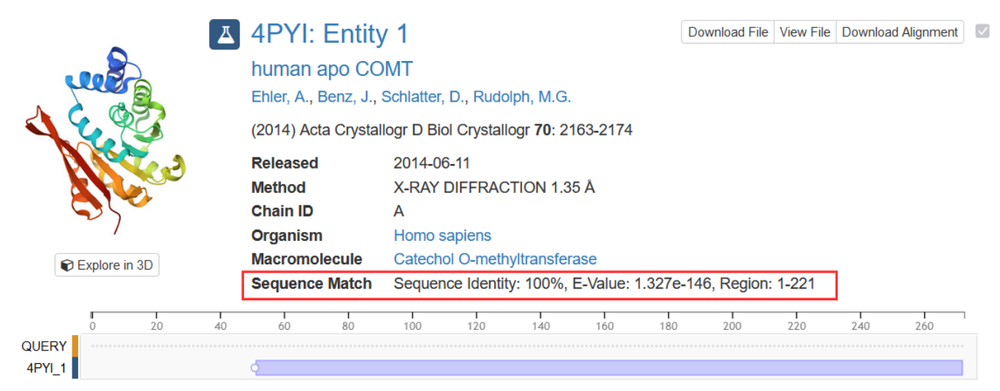 4PYI: Entity 1
Download File View File Download Alignment
human apo COMT
Ehler, A., Benz, J., Schlatter, D., Rudolph, M.G.
(2014) Acta Crystallogr D Biol Crystallogr 70: 2163-2174
Released 2014-06-11
Method X-RAY DIFFRACTION 1.35 Å
Chain ID A
Organism Homo sapiens
Macromolecule Catechol O-methyltransferase
Sequence Match Sequence Identity: 100%, E-Value: 1.327e-146, Region: 1-221
Explore in 3D
0 20 40 60 80 100 120 140 160 180 200 220 240 260
QUERY
4PYI_1